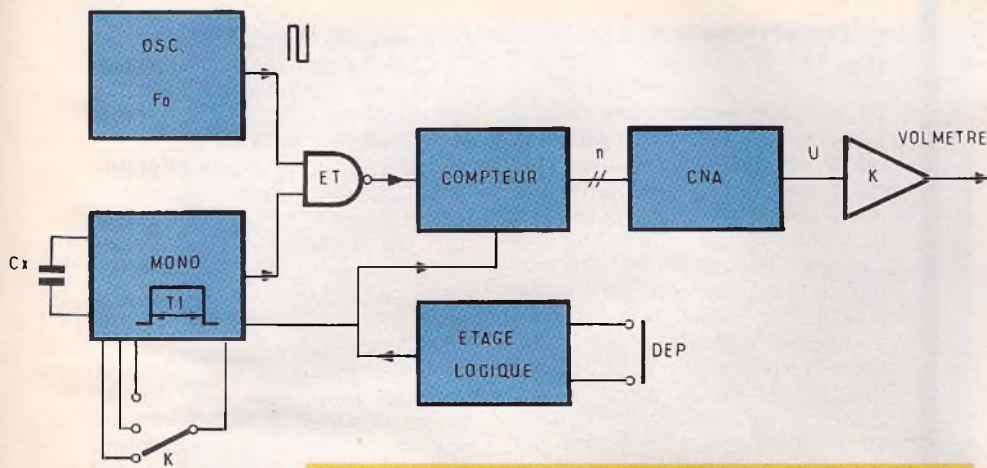 OSC.
Fo
ET
COMPTEUR
n
CNA
U
K
VOLMETRE
Cx
MONO
T1
ETAGE
LOGIQUE
DEP
K